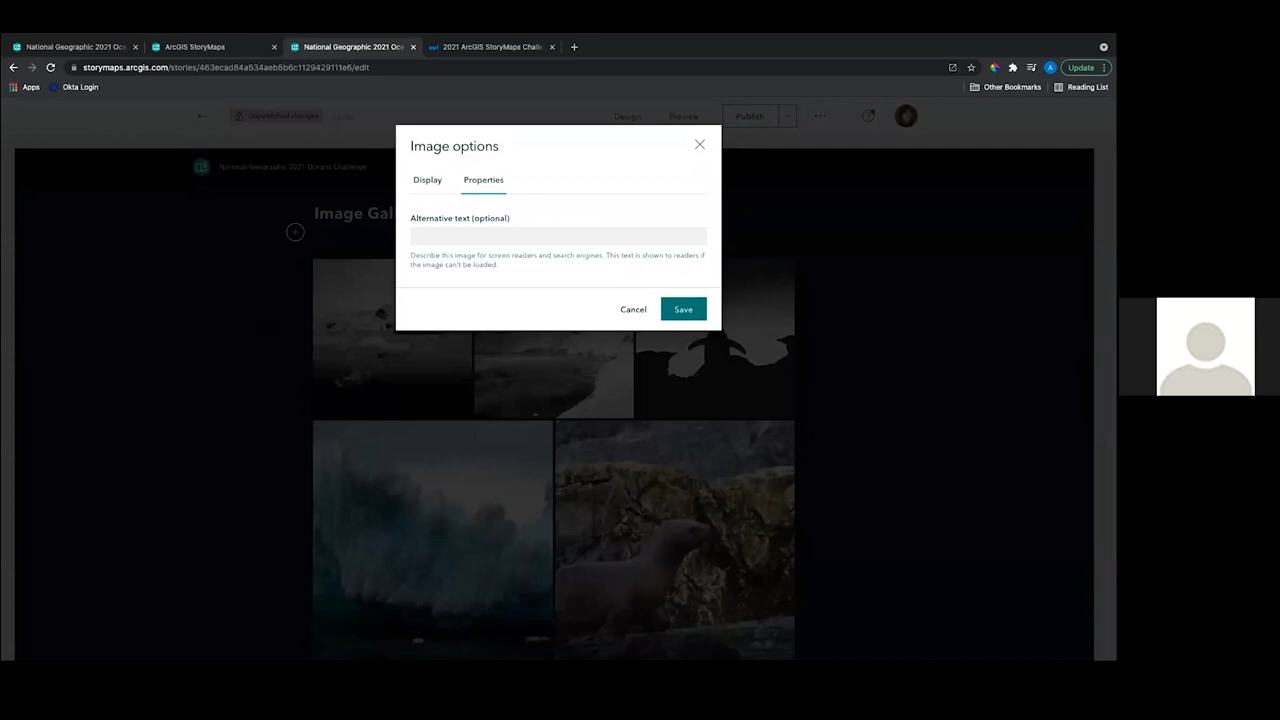 National Geographic 2021 Oce
ArcGIS StoryMaps
National Geographic 2021 Oc
esri 2021 ArcGIS StoryMaps Challe
storymaps.arcgis.com/stories/463ecad84a534aeb8b6c1129429111e6/edit
A
Update
Apps
Okta Login
Other Bookmarks
Reading List
Unpublished changes
Saved
Design
Preview
Publish
National Geographic 2021 Oceans Challenge
Image Gal
Image options
Display
Properties
Alternative text (optional)
Describe this image for screen readers and search engines. This text is shown to readers if
the image can't be loaded.
Cancel
Save